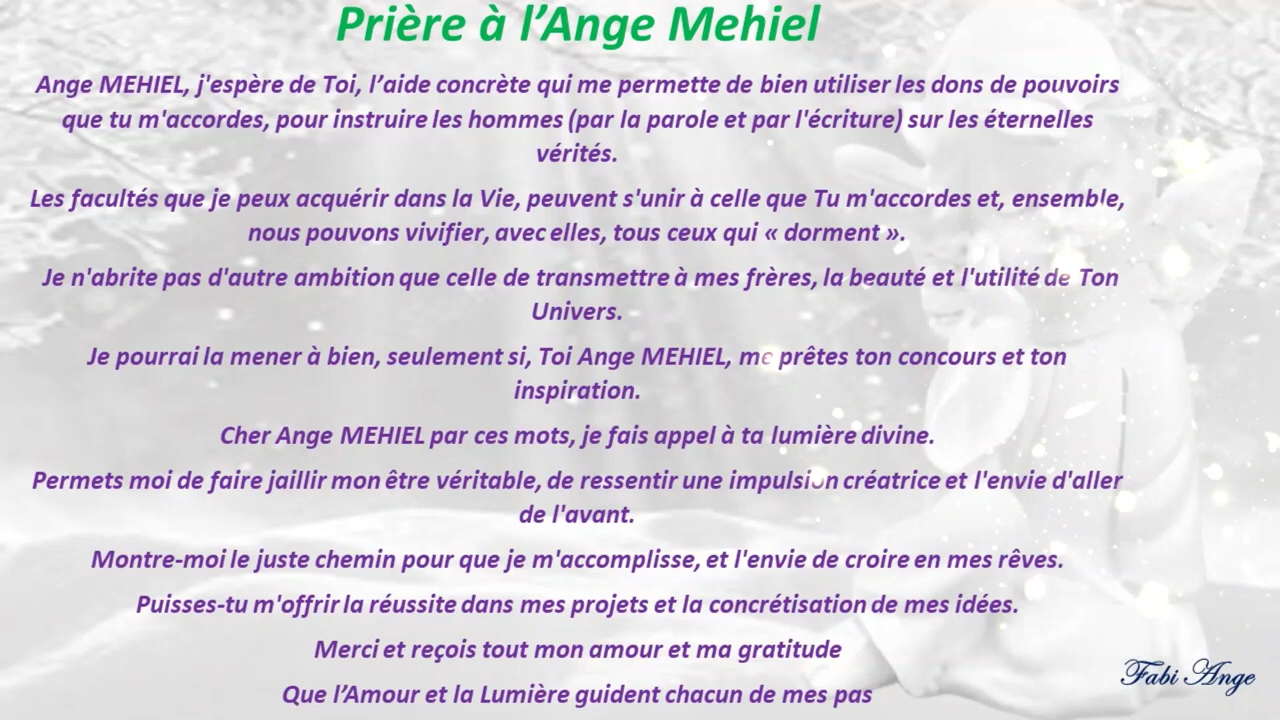 Prière à l’Ange Mehiel
Ange MEHIEL, j'espère de Toi, l’aide concrète qui me permette de bien utiliser les dons de pouvoirs
que tu m'accordes, pour instruire les hommes (par la parole et par l'écriture) sur les éternelles
vérités.
Les facultés que je peux acquérir dans la Vie, peuvent s'unir à celle que Tu m'accordes et, ensemble,
nous pouvons vivifier, avec elles, tous ceux qui « dorment ».
Je n'abrite pas d'autre ambition que celle de transmettre à mes frères, la beauté et l'utilité de Ton
Univers.
Je pourrai la mener à bien, seulement si, Toi Ange MEHIEL, me prêtes ton concours et ton
inspiration.
Cher Ange MEHIEL par ces mots, je fais appel à ta lumière divine.
Permets moi de faire jaillir mon être véritable, de ressentir une impulsion créatrice et l'envie d'aller
de l'avant.
Montre-moi le juste chemin pour que je m'accomplisse, et l'envie de croire en mes rêves.
Puisses-tu m'offrir la réussite dans mes projets et la concrétisation de mes idées.
Merci et reçois tout mon amour et ma gratitude
Que l’Amour et la Lumière guident chacun de mes pas
Fabi Ange